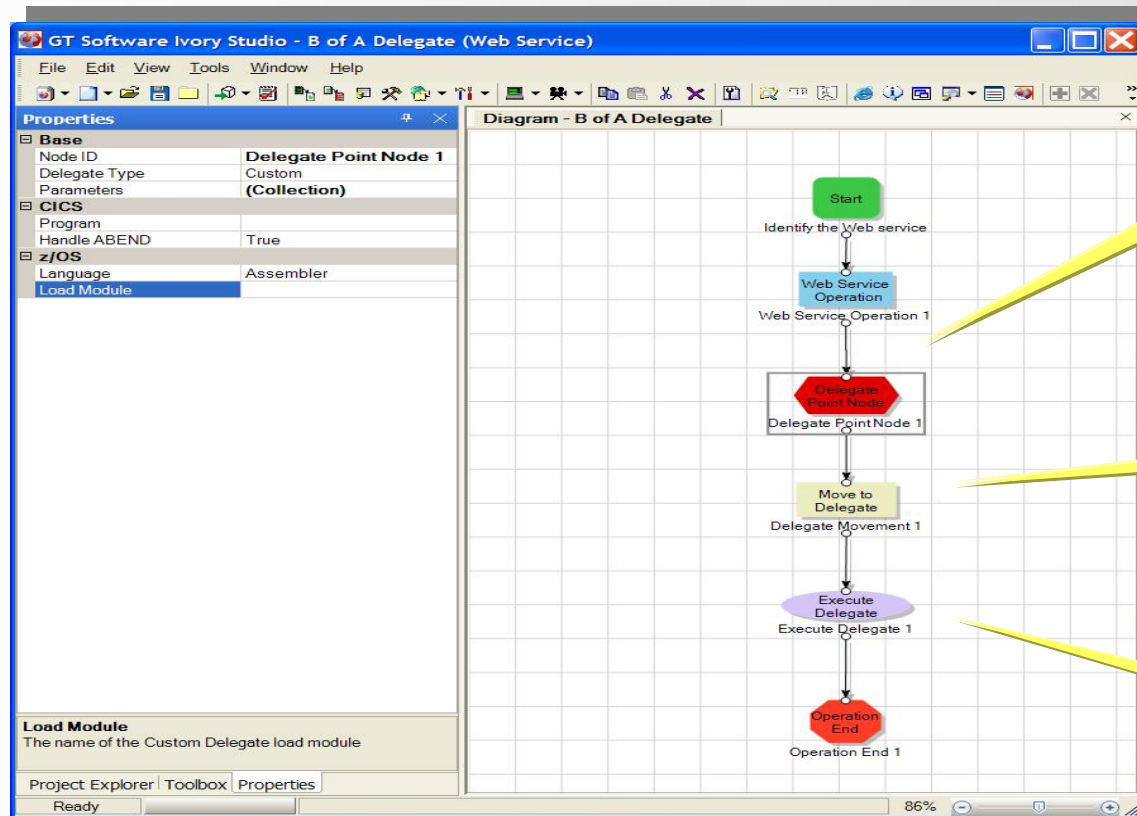 GT Software Ivory Studio - B of A Delegate (Web Service)
File Edit View Tools Window Help
Properties
Diagram - B of A Delegate
Base
Node ID Delegate Point Node 1
Delegate Type Custom
Parameters (Collection)
CICS
Program
Handle ABEND True
z/OS
Language Assembler
Load Module
Start
Identify the Web service
Web Service
Operation
Web Service Operation 1
Delegate
Point Node
Delegate Point Node 1
Move to
Delegate
Delegate Movement 1
Execute
Delegate
Execute Delegate 1
Operation
End
Operation End 1
Load Module
The name of the Custom Delegate load module
Project Explorer Toolbox Properties
Ready
86%